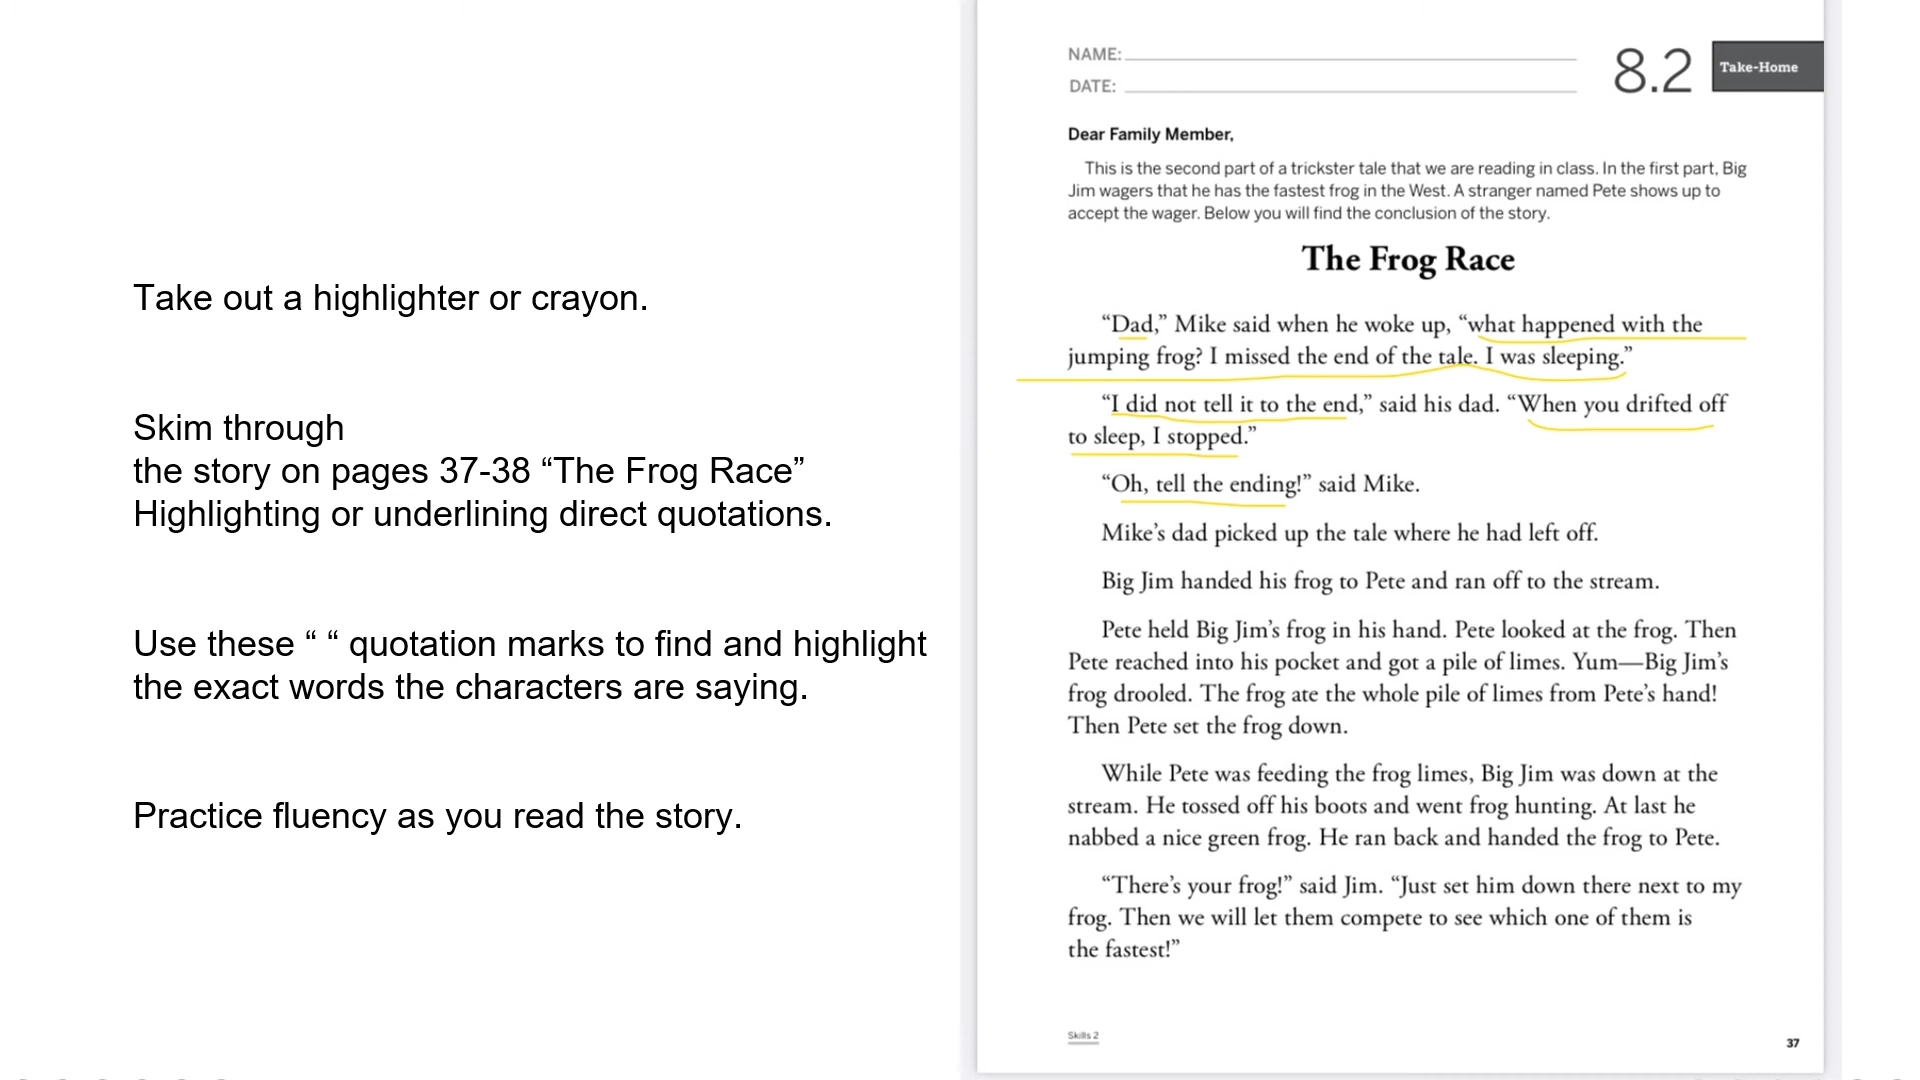 Take out a highlighter or crayon.
Skim through
the story on pages 37-38 “The Frog Race”
Highlighting or underlining direct quotations.
Use these “ “ quotation marks to find and highlight
the exact words the characters are saying.
Practice fluency as you read the story.
NAME:
DATE:
8.2
Take-Home
Dear Family Member,
This is the second part of a trickster tale that we are reading in class. In the first part, Big
Jim wagers that he has the fastest frog in the West. A stranger named Pete shows up to
accept the wager. Below you will find the conclusion of the story.
The Frog Race
“Dad,” Mike said when he woke up, “what happened with the
jumping frog? I missed the end of the tale. I was sleeping.”
“I did not tell it to the end,” said his dad. “When you drifted off
to sleep, I stopped.”
“Oh, tell the ending!” said Mike.
Mike’s dad picked up the tale where he had left off.
Big Jim handed his frog to Pete and ran off to the stream.
Pete held Big Jim’s frog in his hand. Pete looked at the frog. Then
Pete reached into his pocket and got a pile of limes. Yum—Big Jim’s
frog drooled. The frog ate the whole pile of limes from Pete’s hand!
Then Pete set the frog down.
While Pete was feeding the frog limes, Big Jim was down at the
stream. He tossed off his boots and went frog hunting. At last he
nabbed a nice green frog. He ran back and handed the frog to Pete.
“There’s your frog!” said Jim. “Just set him down there next to my
frog. Then we will let them compete to see which one of them is
the fastest!”
Skills 2
37